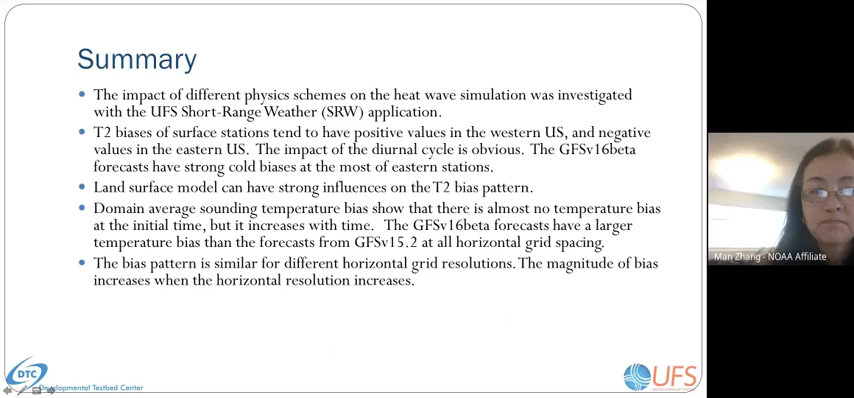 Summary
The impact of different physics schemes on the heat wave simulation was investigated
with the UFS Short-Range Weather (SRW) application.
T2 biases of surface stations tend to have positive values in the western US, and negative
values in the eastern US. The impact of the diurnal cycle is obvious. The GFSv16beta
forecasts have strong cold biases at the most of eastern stations.
Land surface model can have strong influences on the T2 bias pattern.
Domain average sounding temperature bias show that there is almost no temperature bias
at the initial time, but it increases with time. The GFSv16beta forecasts have a larger
temperature bias than the forecasts from GFSv15.2 at all horizontal grid spacing.
The bias pattern is similar for different horizontal grid resolutions. The magnitude of bias
increases when the horizontal resolution increases.
Man Zhang - NOAA Affiliate
DTC
Developmental Testbed Center
UFS